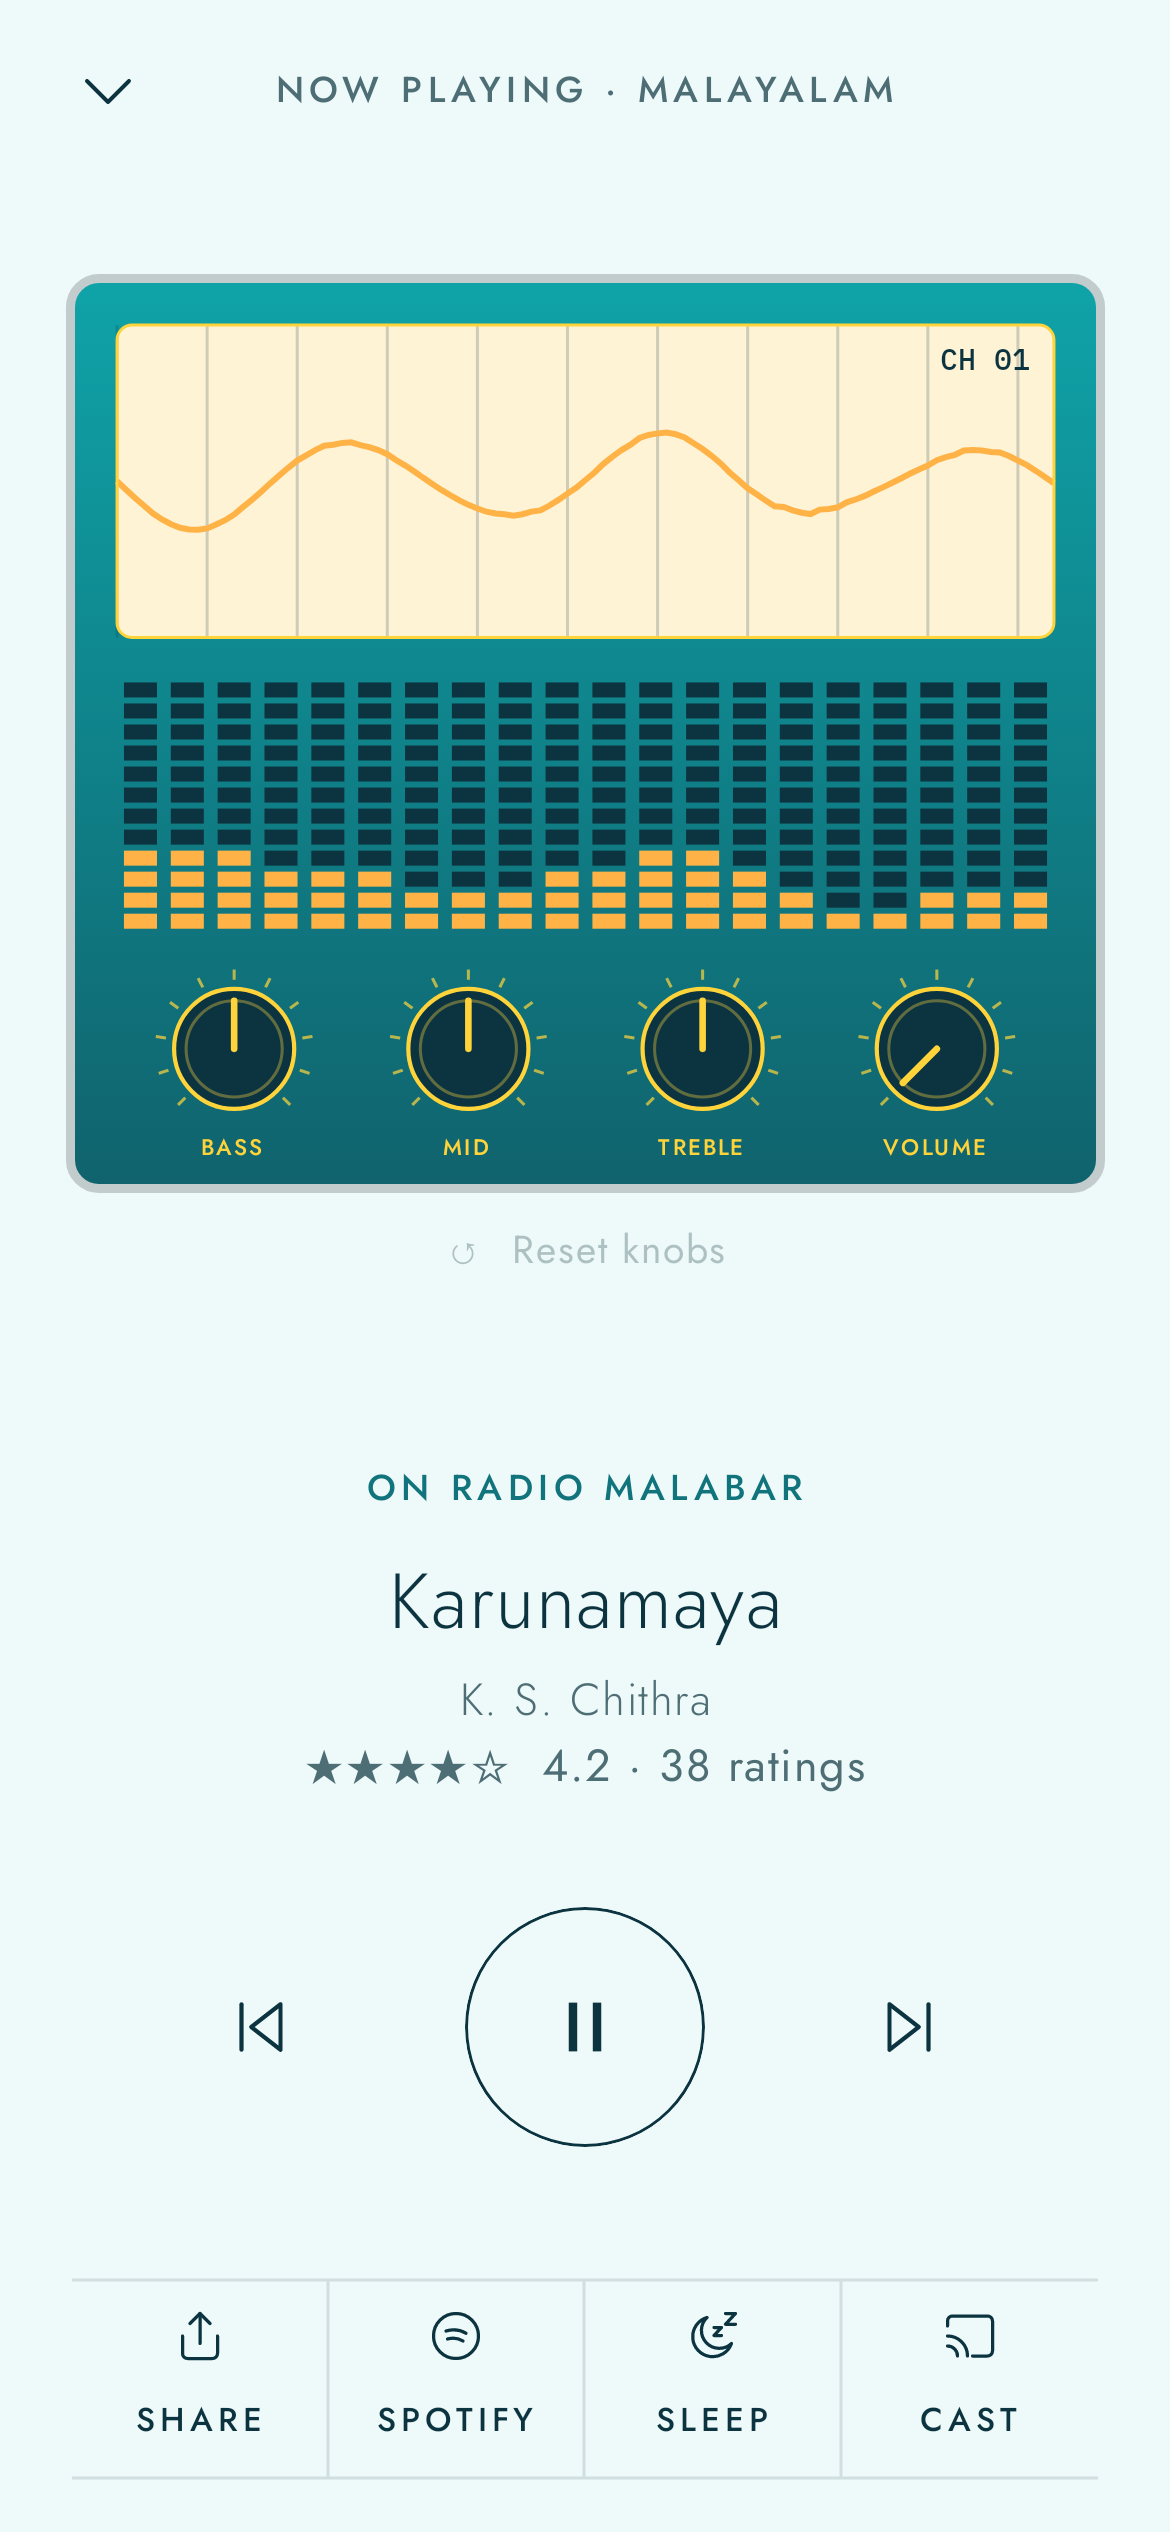 NOW PLAYING · MALAYALAM
CH 01
BASS MID TREBLE VOLUME
Reset knobs
ON RADIO MALABAR
Karunamaya
K. S. Chithra
★★★★☆ 4.2 · 38 ratings
SHARE SPOTIFY SLEEP CAST